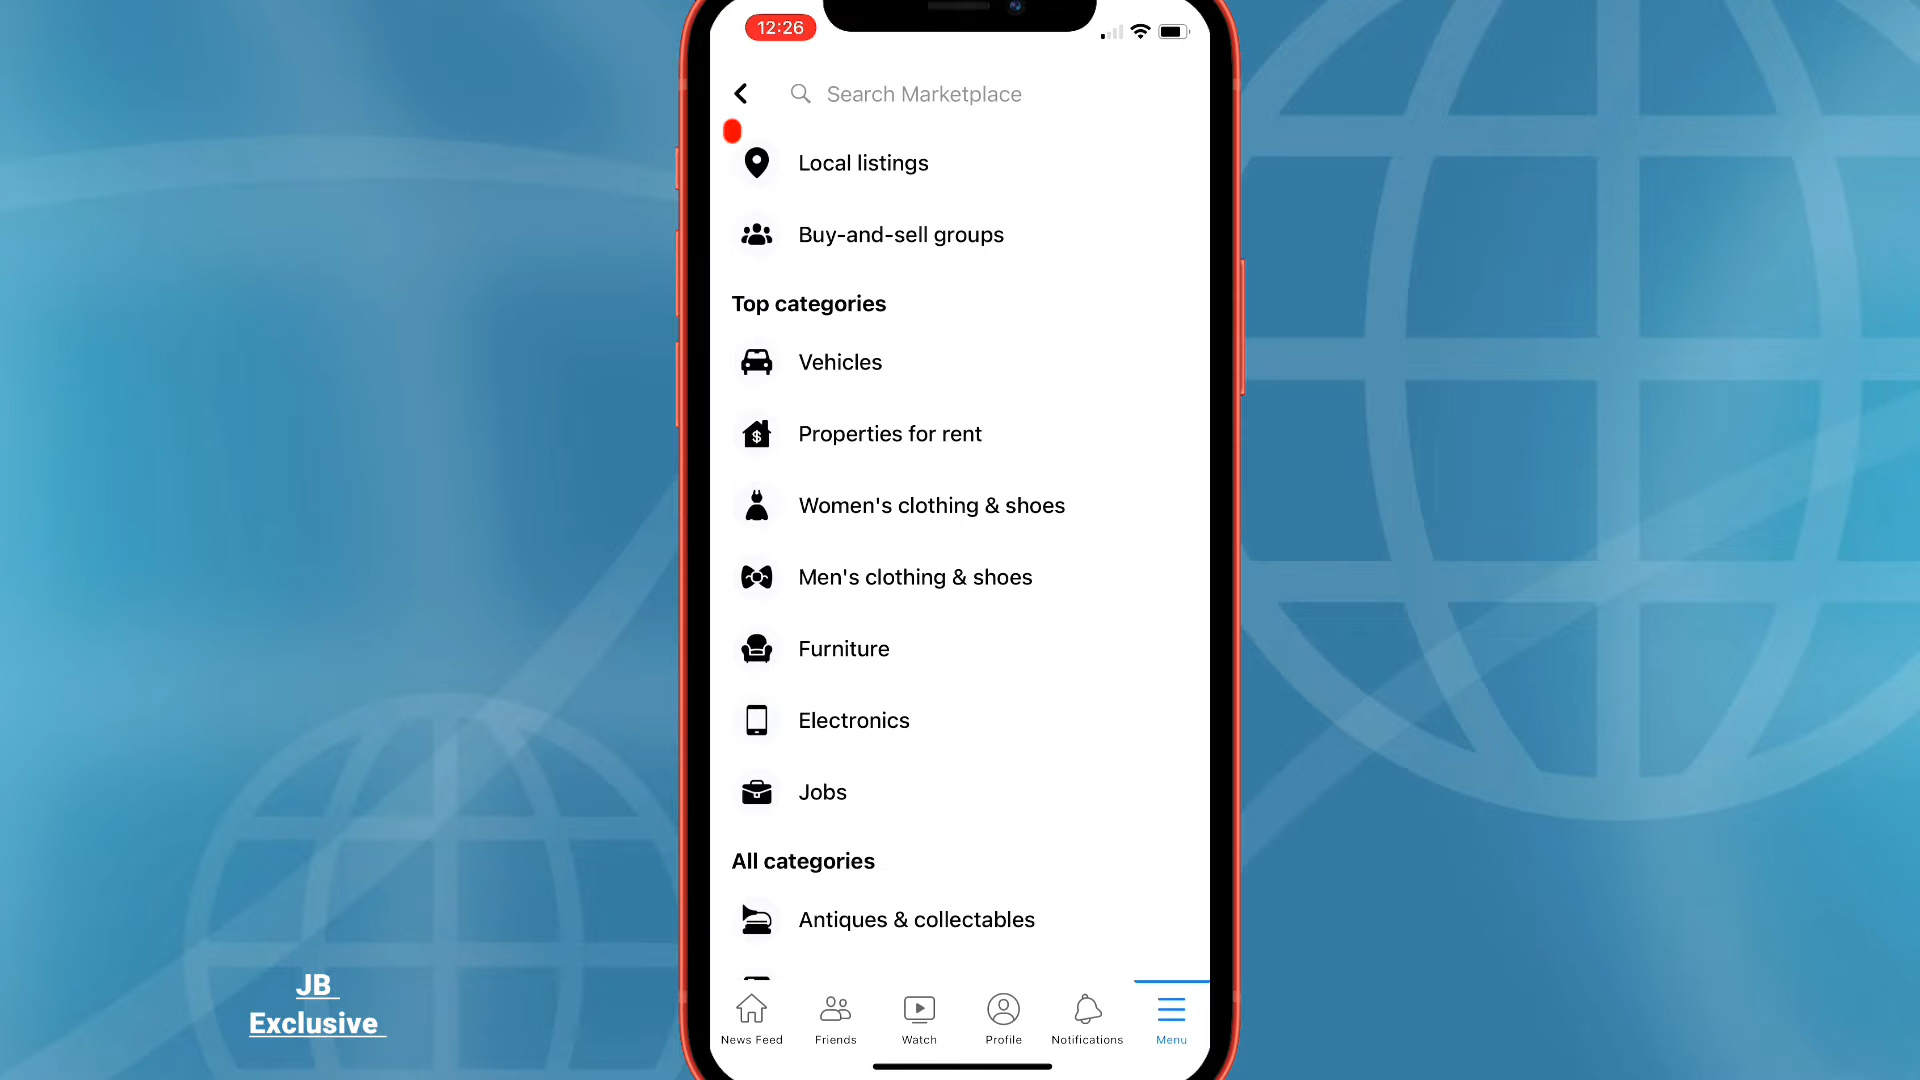 12:26
Search Marketplace
Local listings
Buy-and-sell groups
Top categories
Vehicles
Properties for rent
Women's clothing & shoes
Men's clothing & shoes
Furniture
Electronics
Jobs
All categories
Antiques & collectables
News Feed
Friends
Watch
Profile
Notifications
Menu
JB
Exclusive